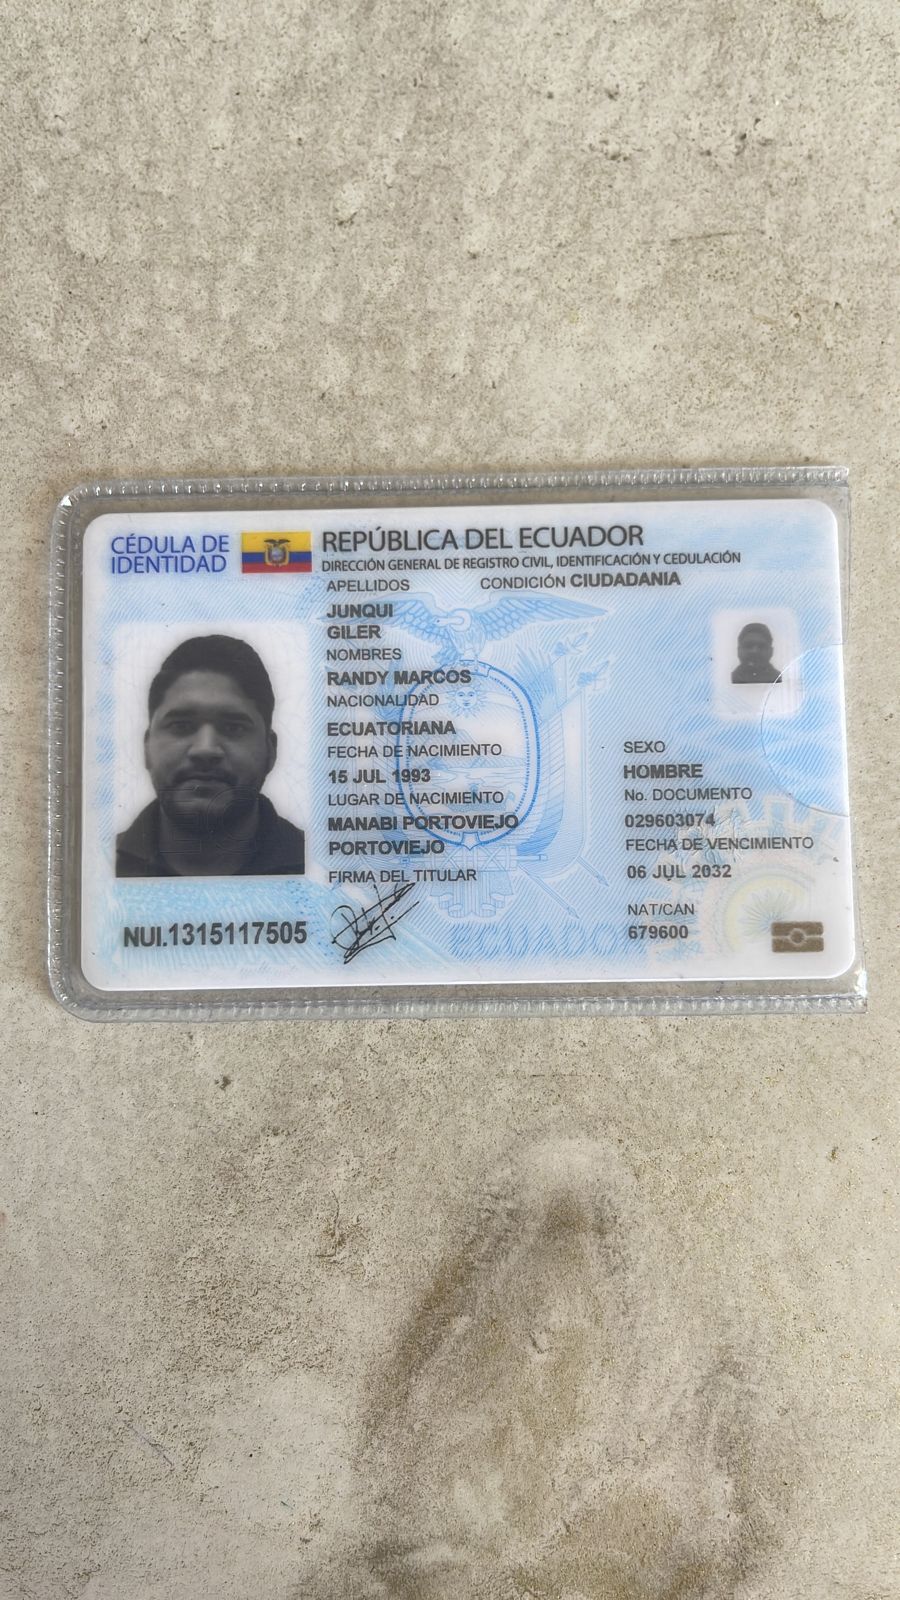 CÉDULA DE
IDENTIDAD
REPÚBLICA DEL ECUADOR
DIRECCIÓN GENERAL DE REGISTRO CIVIL, IDENTIFICACIÓN Y CEDULACIÓN
APELLIDOS
CONDICIÓN CIUDADANIA
JUNQUI
GILER
NOMBRES
RANDY MARCOS
NACIONALIDAD
ECUATORIANA
FECHA DE NACIMIENTO
15 JUL 1993
LUGAR DE NACIMIENTO
MANABI PORTOVIEJO
PORTOVIEJO
FIRMA DEL TITULAR
SEXO
HOMBRE
No. DOCUMENTO
029603074
FECHA DE VENCIMIENTO
06 JUL 2032
NAT/CAN
679600
NUI.1315117505
ECUADOR